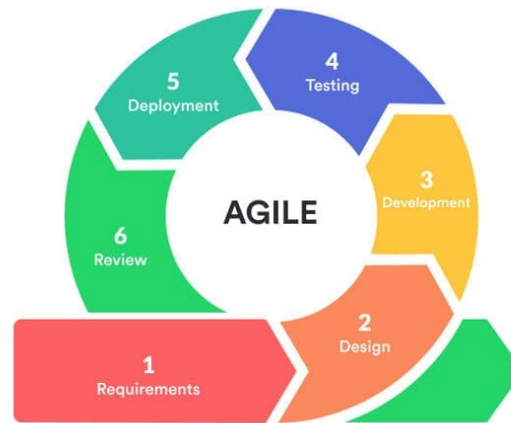 AGILE
1
Requirements
2
Design
3
Development
4
Testing
5
Deployment
6
Review